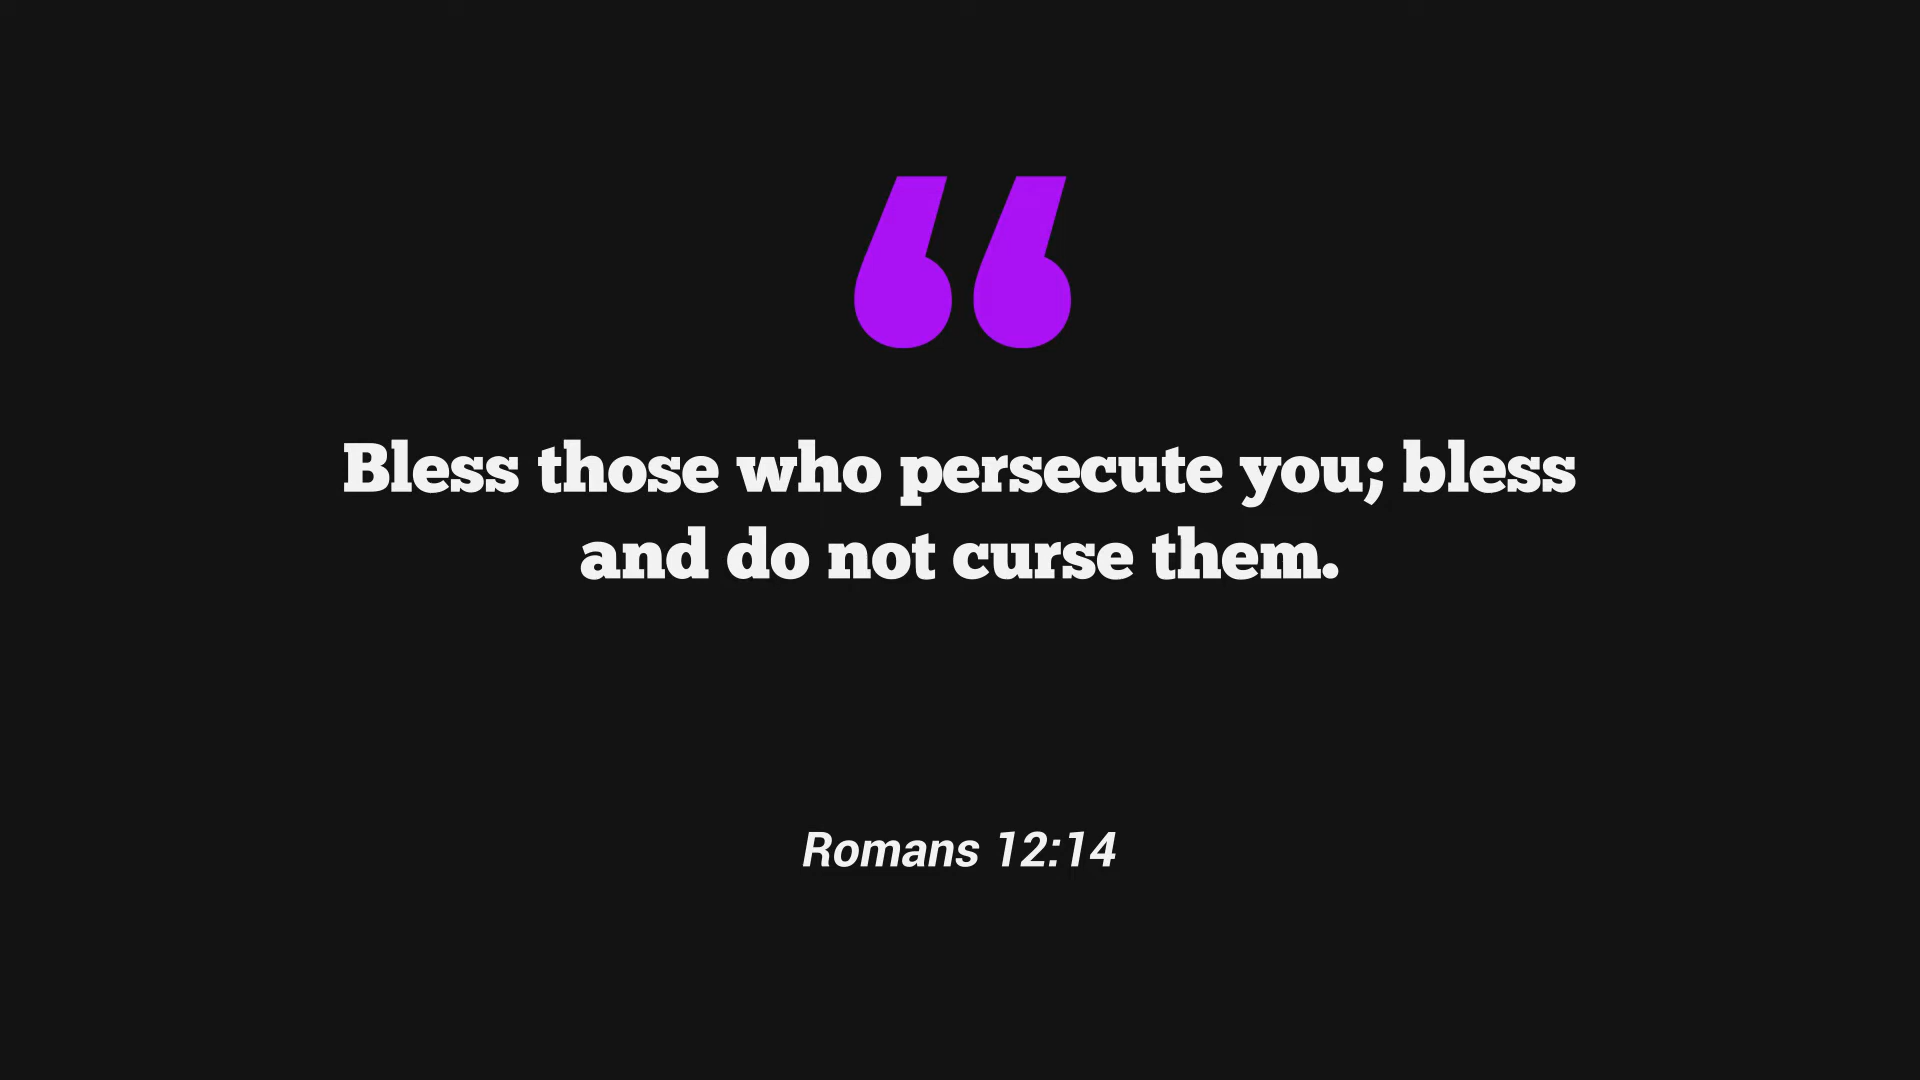 “
Bless those who persecute you; bless
and do not curse them.
Romans 12:14